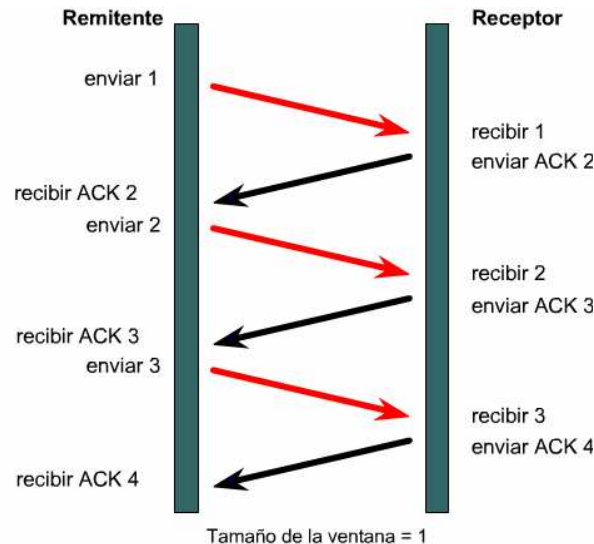 Remitente
Receptor
enviar 1
recibir 1
enviar ACK 2
recibir ACK 2
enviar 2
recibir 2
enviar ACK 3
recibir ACK 3
enviar 3
recibir 3
enviar ACK 4
recibir ACK 4
Tamaño de la ventana = 1